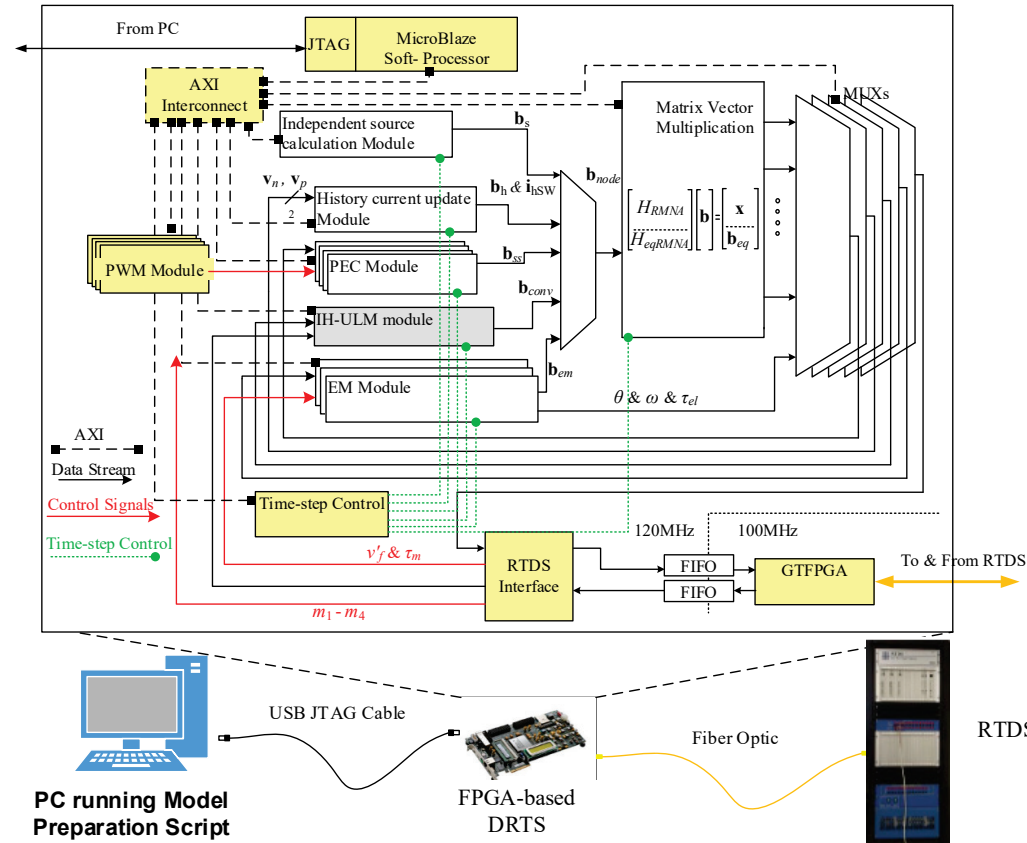 From PC
JTAG
MicroBlaze
Soft- Processor
AXI
Interconnect
MUXs
Independent source
calculation Module
b_s
Matrix Vector
Multiplication
v_n , v_p
2
b_h & i_hSW
b_node
History current update
Module
H_RMNA
H_eqRMNA
b
=
x
b_eq
PWM Module
PEC Module
b_ss
b_conv
IH-ULM module
b_em
EM Module
θ & ω & τ_el
AXI
Data Stream
Control Signals
Time-step Control
Time-step Control
120MHz
100MHz
v'_f & τ_m
RTDS
Interface
FIFO
FIFO
GTFPGA
To & From RTDS
m_1 - m_4
USB JTAG Cable
Fiber Optic
RTDS
PC running Model
Preparation Script
FPGA-based
DRTS